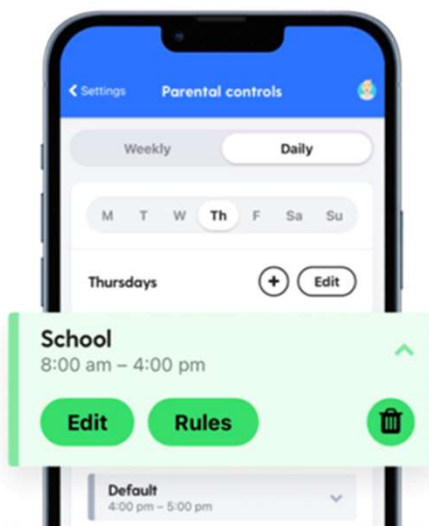 Settings
Parental controls
Weekly
Daily
M T W Th F Sa Su
Thursdays
+
Edit
School
8:00 am – 4:00 pm
Edit
Rules
Default
4:00 pm – 5:00 pm